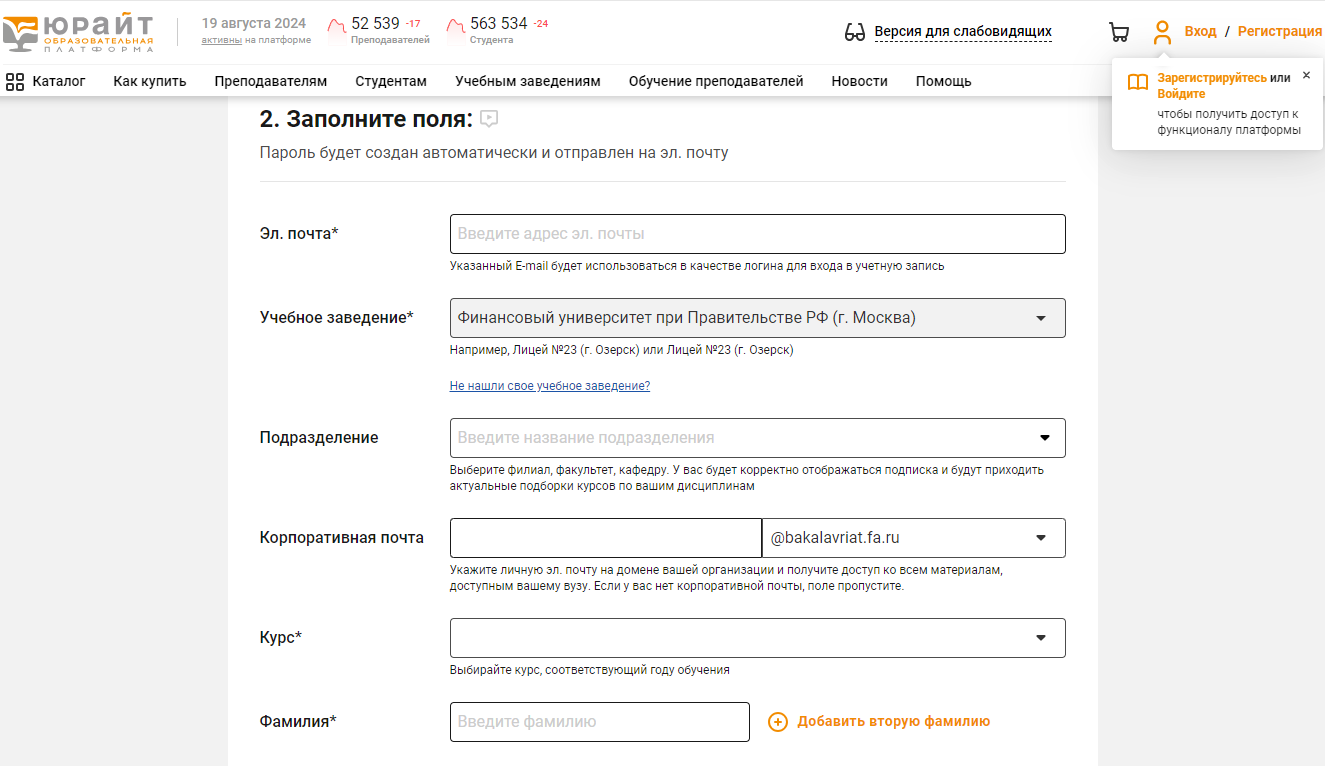 ЮРАЙТ
ОБРАЗОВАТЕЛЬНАЯ
ПЛАТФОРМА
19 августа 2024
активны на платформе
52 539 -17
Преподавателей
563 534 -24
Студента
Версия для слабовидящих
Вход / Регистрация
Каталог Как купить Преподавателям Студентам Учебным заведениям Обучение преподавателей Новости Помощь
Зарегистрируйтесь или
Войдите
чтобы получить доступ к
функционалу платформы
2. Заполните поля:
Пароль будет создан автоматически и отправлен на эл. почту
Эл. почта*
Введите адрес эл. почты
Указанный E-mail будет использоваться в качестве логина для входа в учетную запись
Учебное заведение*
Финансовый университет при Правительстве РФ (г. Москва)
Например, Лицей №23 (г. Озерск) или Лицей №23 (г. Озерск)
Не нашли свое учебное заведение?
Подразделение
Введите название подразделения
Выберите филиал, факультет, кафедру. У вас будет корректно отображаться подписка и будут приходить
актуальные подборки курсов по вашим дисциплинам
Корпоративная почта
@bakalavriat.fa.ru
Укажите личную эл. почту на домене вашей организации и получите доступ ко всем материалам,
доступным вашему вузу. Если у вас нет корпоративной почты, поле пропустите.
Курс*
Выбирайте курс, соответствующий году обучения
Фамилия*
Введите фамилию
Добавить вторую фамилию